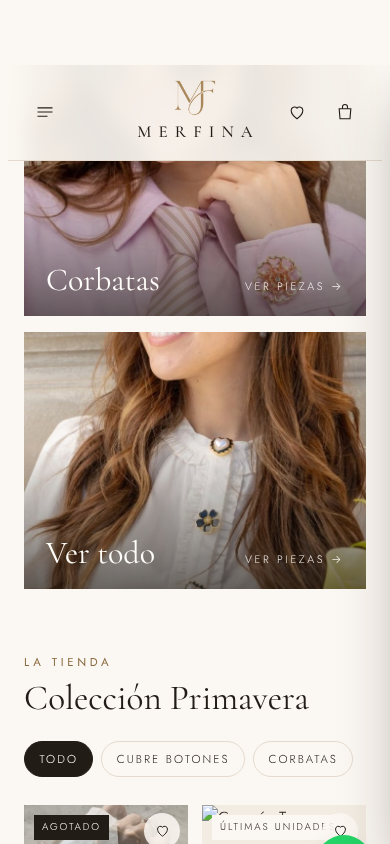 MF
MERFINA
Corbatas
VER PIEZAS →
Ver todo
VER PIEZAS →
LA TIENDA
Colección Primavera
TODO
CUBRE BOTONES
CORBATAS
AGOTADO
ÚLTIMAS UNIDADES